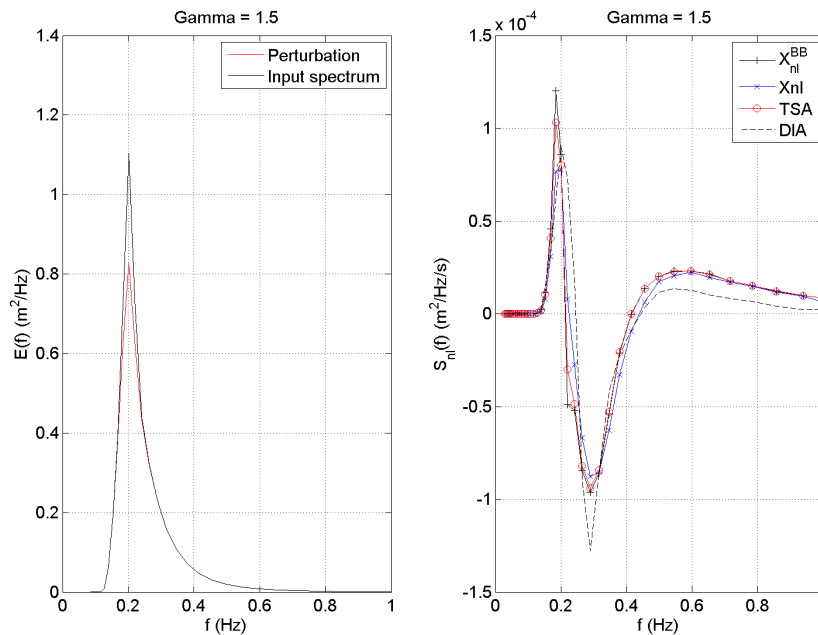 Gamma = 1.5
1.4
1.2
1
0.8
0.6
0.4
0.2
0
E(f) (m²/Hz)
Perturbation
Input spectrum
0 0.2 0.4 0.6 0.8 1
f (Hz)
Gamma = 1.5
x 10⁻⁴
1.5
1
0.5
0
-0.5
-1
-1.5
S_nl(f) (m²/Hz/s)
X_nl^BB
Xnl
TSA
DIA
0 0.2 0.4 0.6 0.8
f (Hz)